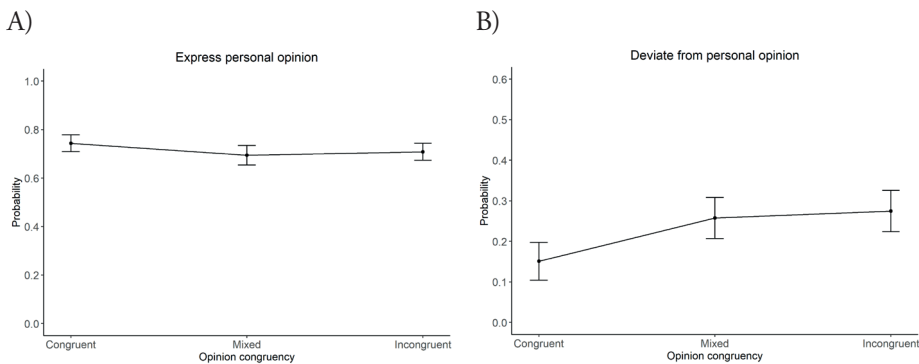 A)
Express personal opinion
1.0
0.8
0.6
0.4
0.2
0.0
Probability
Congruent Mixed Incongruent
Opinion congruency
B)
Deviate from personal opinion
0.6
0.5
0.4
0.3
0.2
0.1
0.0
Probability
Congruent Mixed Incongruent
Opinion congruency